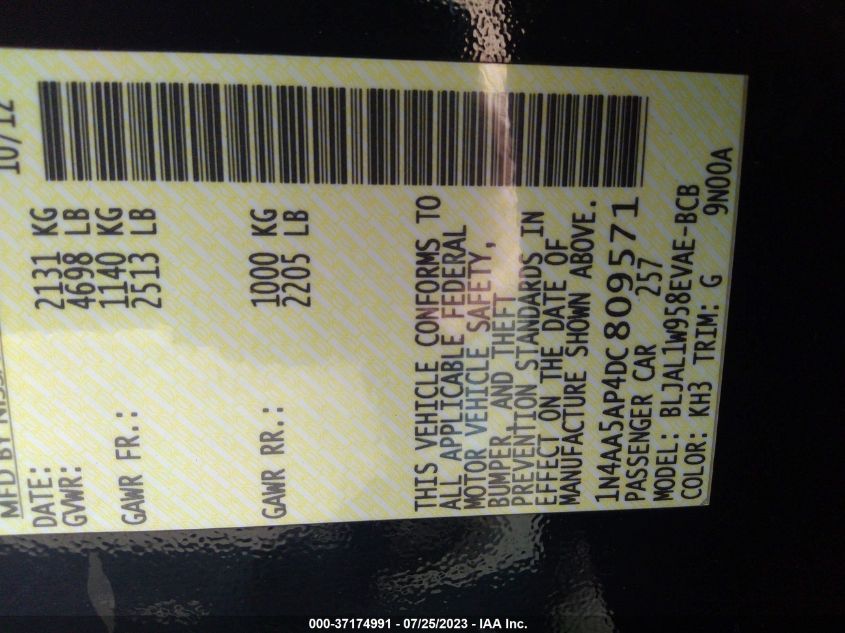 MFD BY NISSAN
DATE: 10/12
GVWR: 2131 KG
4698 LB
GAWR FR.: 1140 KG
2513 LB
GAWR RR.: 1000 KG
2205 LB
THIS VEHICLE CONFORMS TO
ALL APPLICABLE FEDERAL
MOTOR VEHICLE SAFETY,
BUMPER, AND THEFT
PREVENTION STANDARDS IN
EFFECT ON THE DATE OF
MANUFACTURE SHOWN ABOVE.
1N4AA5AP4DC809571
PASSENGER CAR 257
MODEL: BLJAL1W958EVAE-BCB
COLOR: KH3 TRIM: G 9N00A
000-37174991 - 07/25/2023 - IAA Inc.